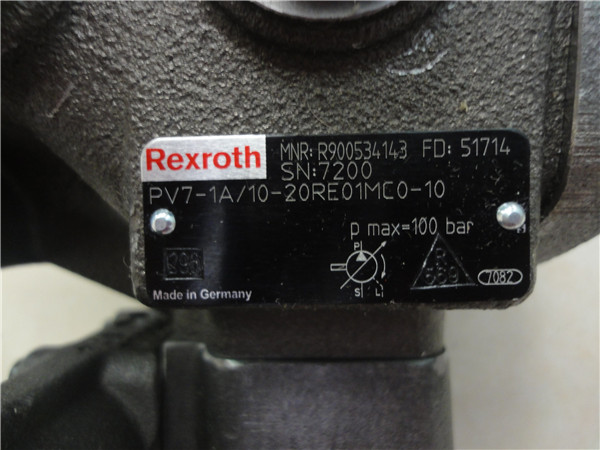 Rexroth
MNR: R900534143 FD: 51714
SN:7200
PV7-1A/10-20RE01MC0-10
p max=100 bar
P
S L
R
7082
Made in Germany